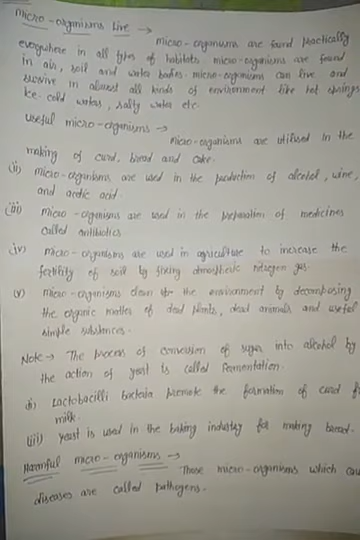 Micro-organisms live →
micro-organisms are found practically
everywhere in all types of habitats micro-organisms are found
in air, soil and water bodies. micro-organisms can live and
survive in almost all kinds of environment like hot springs
ice-cold waters, salty water etc.
useful micro-organisms →
micro-organisms are utilised in the
making of curd, bread and cake.
(ii) micro-organisms are used in the production of alcohol, wine,
and acetic acid.
(iii) micro-organisms are used in the preparation of medicines
called antibiotics.
(iv) micro-organisms are used in agriculture to increase the
fertility of soil by fixing atmospheric nitrogen gas.
(v) micro-organisms clean the environment by decomposing
the organic matter of dead plants, dead animals and useful
simple substances.
Note → The process of conversion of sugar into alcohol by
the action of yeast is called fermentation.
ii) Lactobacilli bacteria promote the formation of curd
milk.
(iii) yeast is used in the baking industry for making bread.
Harmful micro-organisms →
Those micro-organisms which
diseases are called pathogens.